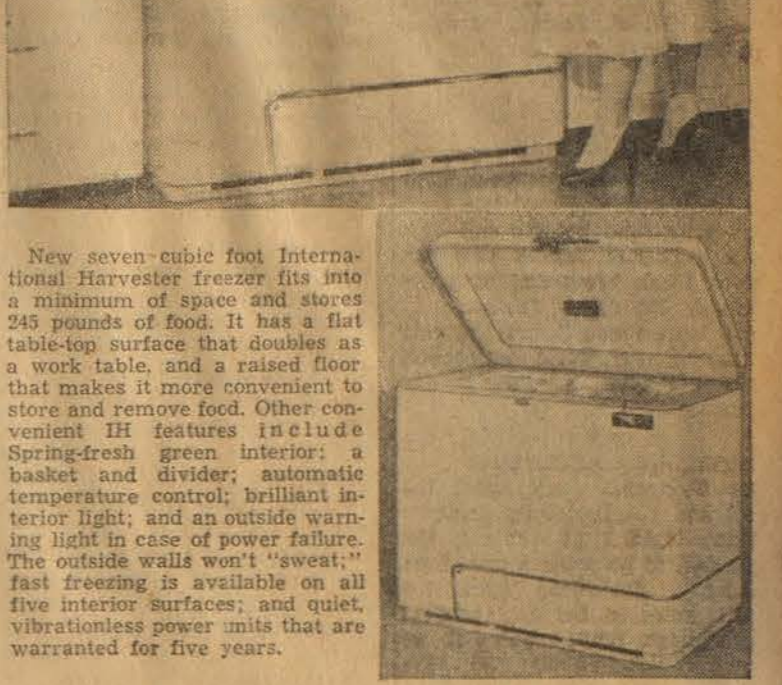 New seven cubic foot Interna-
tional Harvester freezer fits into
a minimum of space and stores
245 pounds of food. It has a flat
table-top surface that doubles as
a work table, and a raised floor
that makes it more convenient to
store and remove food. Other con-
venient IH features include
Spring-fresh green interior; a
basket and divider; automatic
temperature control; brilliant in-
terior light; and an outside warn-
ing light in case of power failure.
The outside walls won't "sweat;"
fast freezing is available on all
five interior surfaces; and quiet,
vibrationless power units that are
warranted for five years.